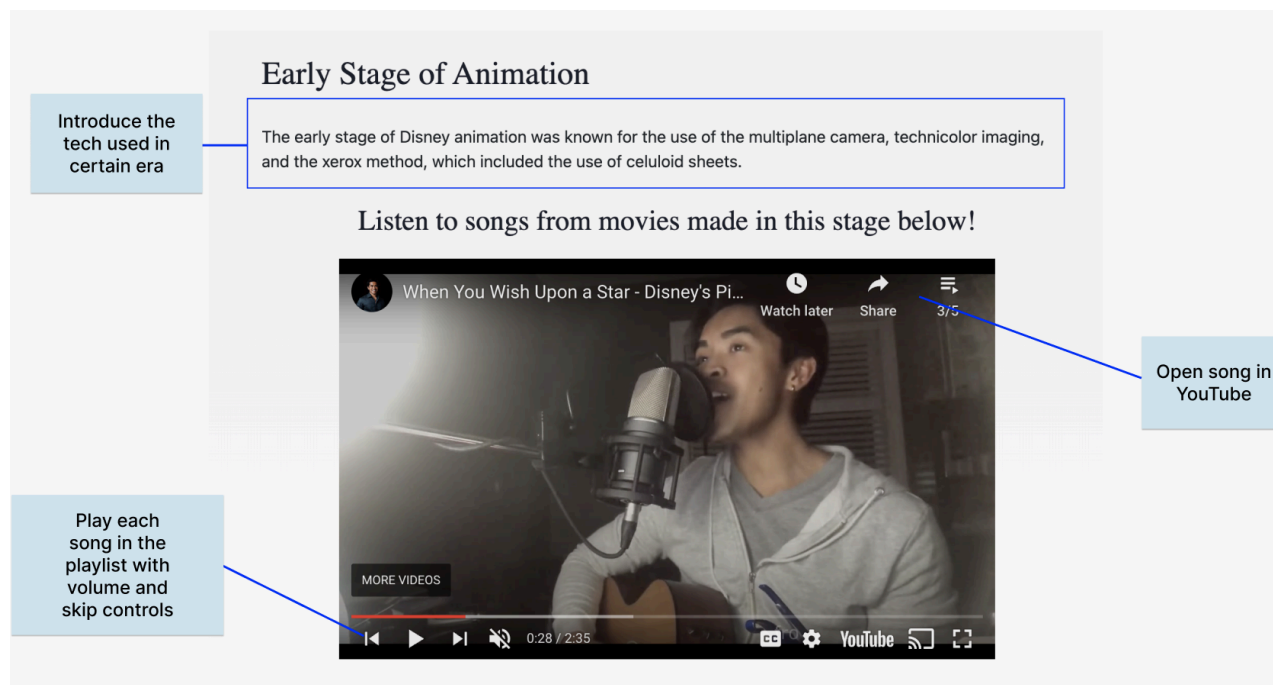 Early Stage of Animation
Introduce the
tech used in
certain era
The early stage of Disney animation was known for the use of the multiplane camera, technicolor imaging,
and the xerox method, which included the use of celuloid sheets.
Listen to songs from movies made in this stage below!
When You Wish Upon a Star - Disney's Pi...
Watch later
Share
3/5
Open song in
YouTube
Play each
song in the
playlist with
volume and
skip controls
MORE VIDEOS
0:28 / 2:35
CC
YouTube